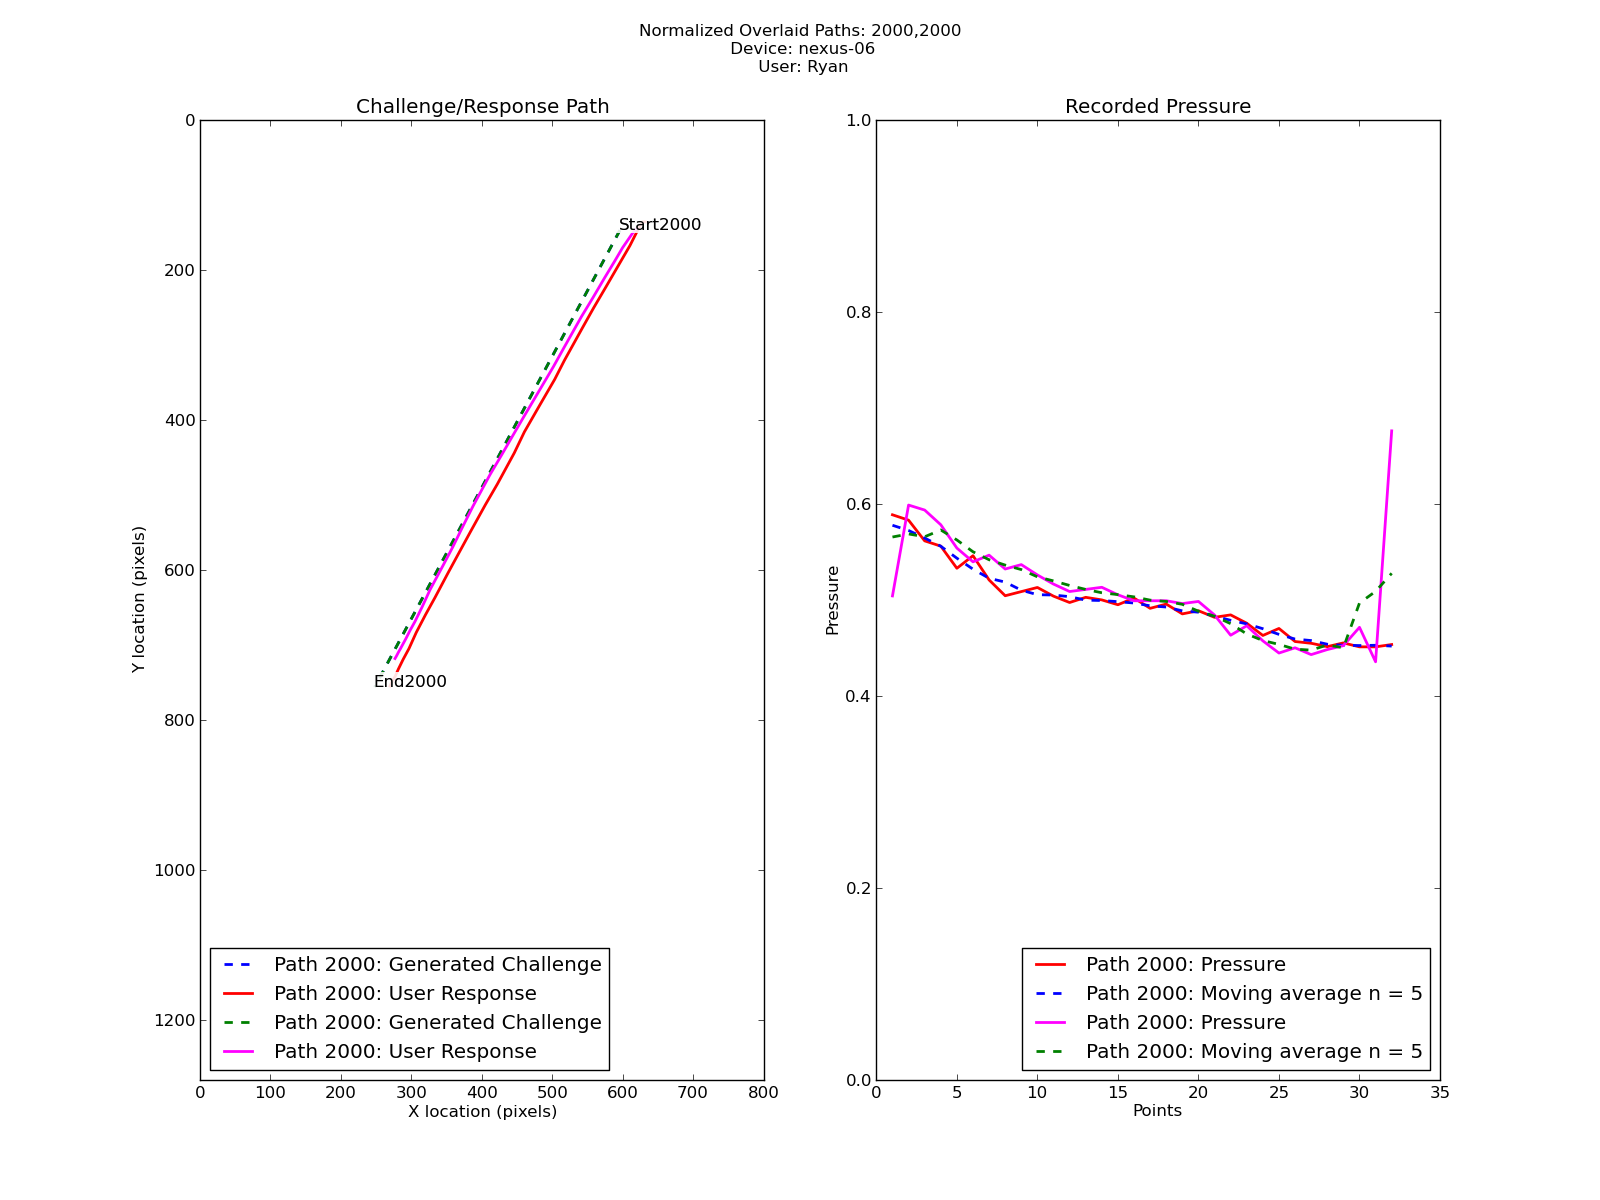 Normalized Overlaid Paths: 2000,2000
Device: nexus-06
User: Ryan
Challenge/Response Path
0
200
400
600
800
1000
1200
Y location (pixels)
Start2000
End2000
Path 2000: Generated Challenge
Path 2000: User Response
Path 2000: Generated Challenge
Path 2000: User Response
0 100 200 300 400 500 600 700 800
X location (pixels)
Recorded Pressure
1.0
0.8
0.6
0.4
0.2
0.0
Pressure
Path 2000: Pressure
Path 2000: Moving average n = 5
Path 2000: Pressure
Path 2000: Moving average n = 5
0 5 10 15 20 25 30 35
Points